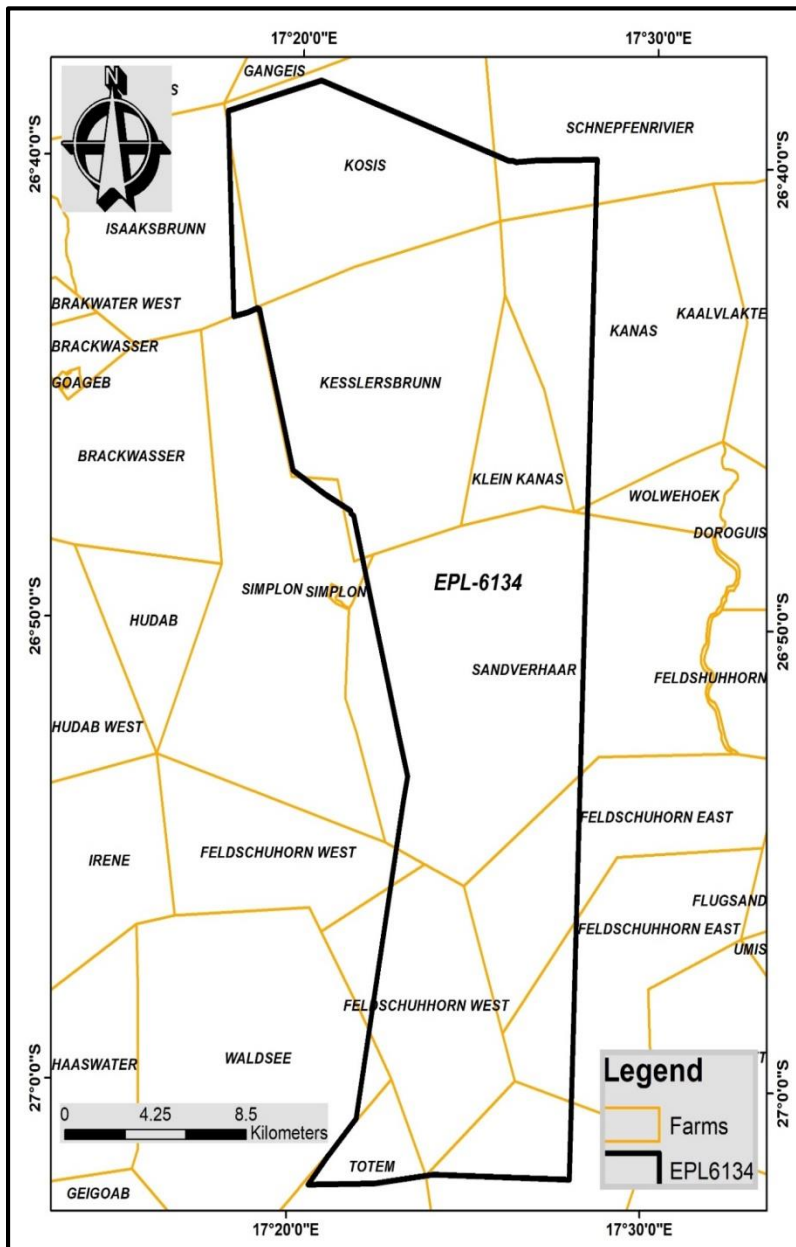 17°20'0"E
17°30'0"E
GANGEIS
N
S
SCHNEPFENRIVIER
26°40'0"S
26°40'0"S
KOSIS
ISAAKSBRUNN
BRAKWATER WEST
KAALVLAKTE
KANAS
BRACKWASSER
GOAGEB
KESSLERSBRUNN
BRACKWASSER
KLEIN KANAS
WOLWEHOEK
DOROGUIS
EPL-6134
SIMPLON
SIMPLON
HUDAB
26°50'0"S
26°50'0"S
SANDVERHAAR
FELDSHUHHORN
HUDAB WEST
FELDSCHUHORN EAST
IRENE
FELDSCHUHORN WEST
FLUGSAND
FELDSCHUHHORN EAST
UMIS
FELDSCHUHHORN WEST
HAASWATER
WALDSEE
T
27°0'0"S
27°0'0"S
Legend
Farms
EPL6134
0
4.25
8.5
Kilometers
TOTEM
GEIGOAB
17°20'0"E
17°30'0"E